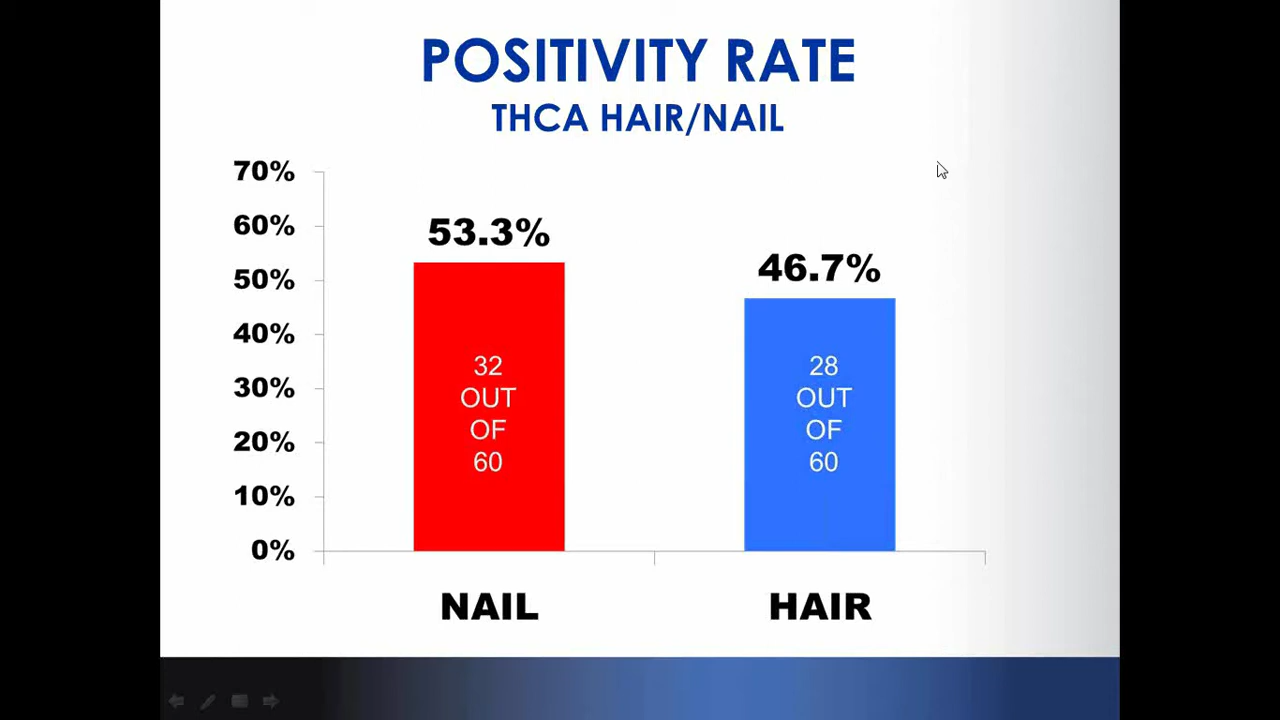 POSITIVITY RATE
THCA HAIR/NAIL
70%
60%
50%
40%
30%
20%
10%
0%
53.3%
32
OUT
OF
60
46.7%
28
OUT
OF
60
NAIL
HAIR